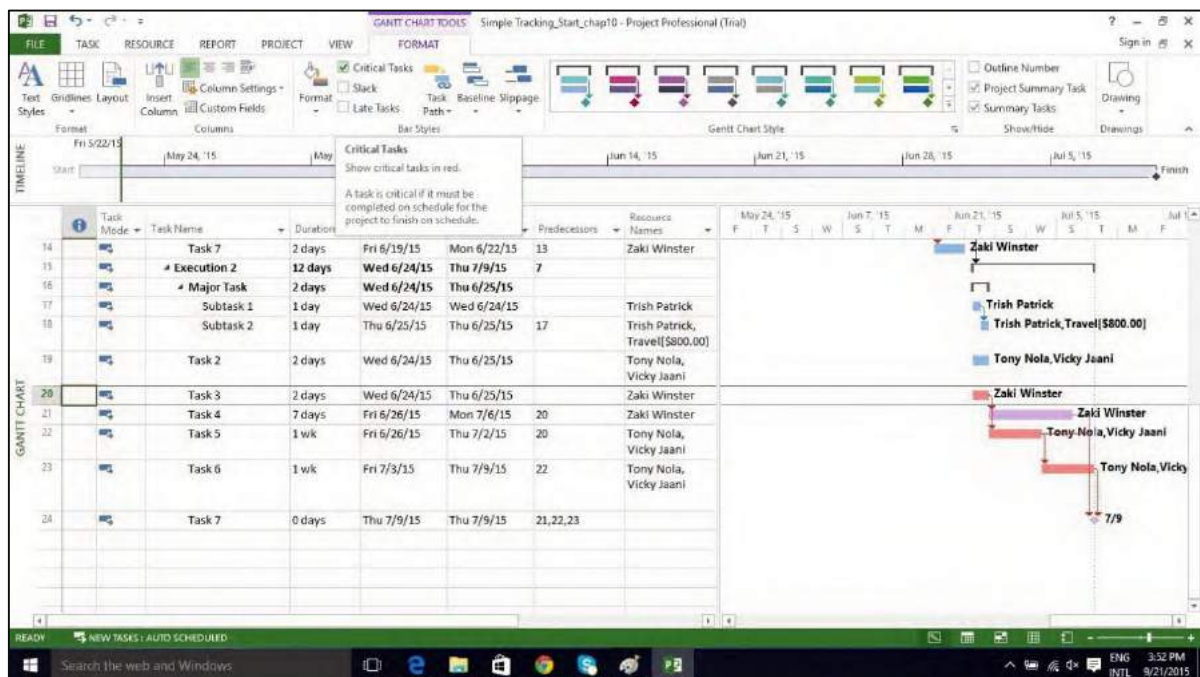 GANTT CHART TOOLS Simple Tracking_Start_chap10 - Project Professional (Trial)
FILE TASK RESOURCE REPORT PROJECT VIEW FORMAT Sign in
Text Styles Gridlines Layout
Format
Insert Column Column Settings Custom Fields
Columns
Format Critical Tasks Slack Late Tasks Task Path Baseline Slippage
Bar Styles
Gantt Chart Style
Outline Number
Project Summary Task
Summary Tasks
Show/Hide
Drawing
Drawings
Critical Tasks
Show critical tasks in red.
A task is critical if it must be
completed on schedule for the
project to finish on schedule.
TIMELINE
Fri 5/22/15
Start
May 24, '15 May Jun 14, '15 Jun 21, '15 Jun 28, '15 Jul 5, '15
Finish
GANTT CHART
Task Mode Task Name Duration Predecessors Resource Names
14 Task 7 2 days Fri 6/19/15 Mon 6/22/15 13 Zaki Winster
15 Execution 2 12 days Wed 6/24/15 Thu 7/9/15 7
16 Major Task 2 days Wed 6/24/15 Thu 6/25/15
17 Subtask 1 1 day Wed 6/24/15 Wed 6/24/15 Trish Patrick
18 Subtask 2 1 day Thu 6/25/15 Thu 6/25/15 17 Trish Patrick,
Travel[$800.00]
19 Task 2 2 days Wed 6/24/15 Thu 6/25/15 Tony Nola,
Vicky Jaani
20 Task 3 2 days Wed 6/24/15 Thu 6/25/15 Zaki Winster
21 Task 4 7 days Fri 6/26/15 Mon 7/6/15 20 Zaki Winster
22 Task 5 1 wk Fri 6/26/15 Thu 7/2/15 20 Tony Nola,
Vicky Jaani
23 Task 6 1 wk Fri 7/3/15 Thu 7/9/15 22 Tony Nola,
Vicky Jaani
24 Task 7 0 days Thu 7/9/15 Thu 7/9/15 21,22,23
May 24, '15 Jun 7, '15 Jun 21, '15 Jul 5, '15
F T S W S T M F T S W S T M F
Zaki Winster
Trish Patrick
Trish Patrick,Travel[$800.00]
Tony Nola,Vicky Jaani
Zaki Winster
Zaki Winster
Tony Nola,Vicky Jaani
Tony Nola,Vicky
7/9
READY NEW TASKS : AUTO SCHEDULED
Search the web and Windows
ENG 3:52 PM
INTL 9/21/2015